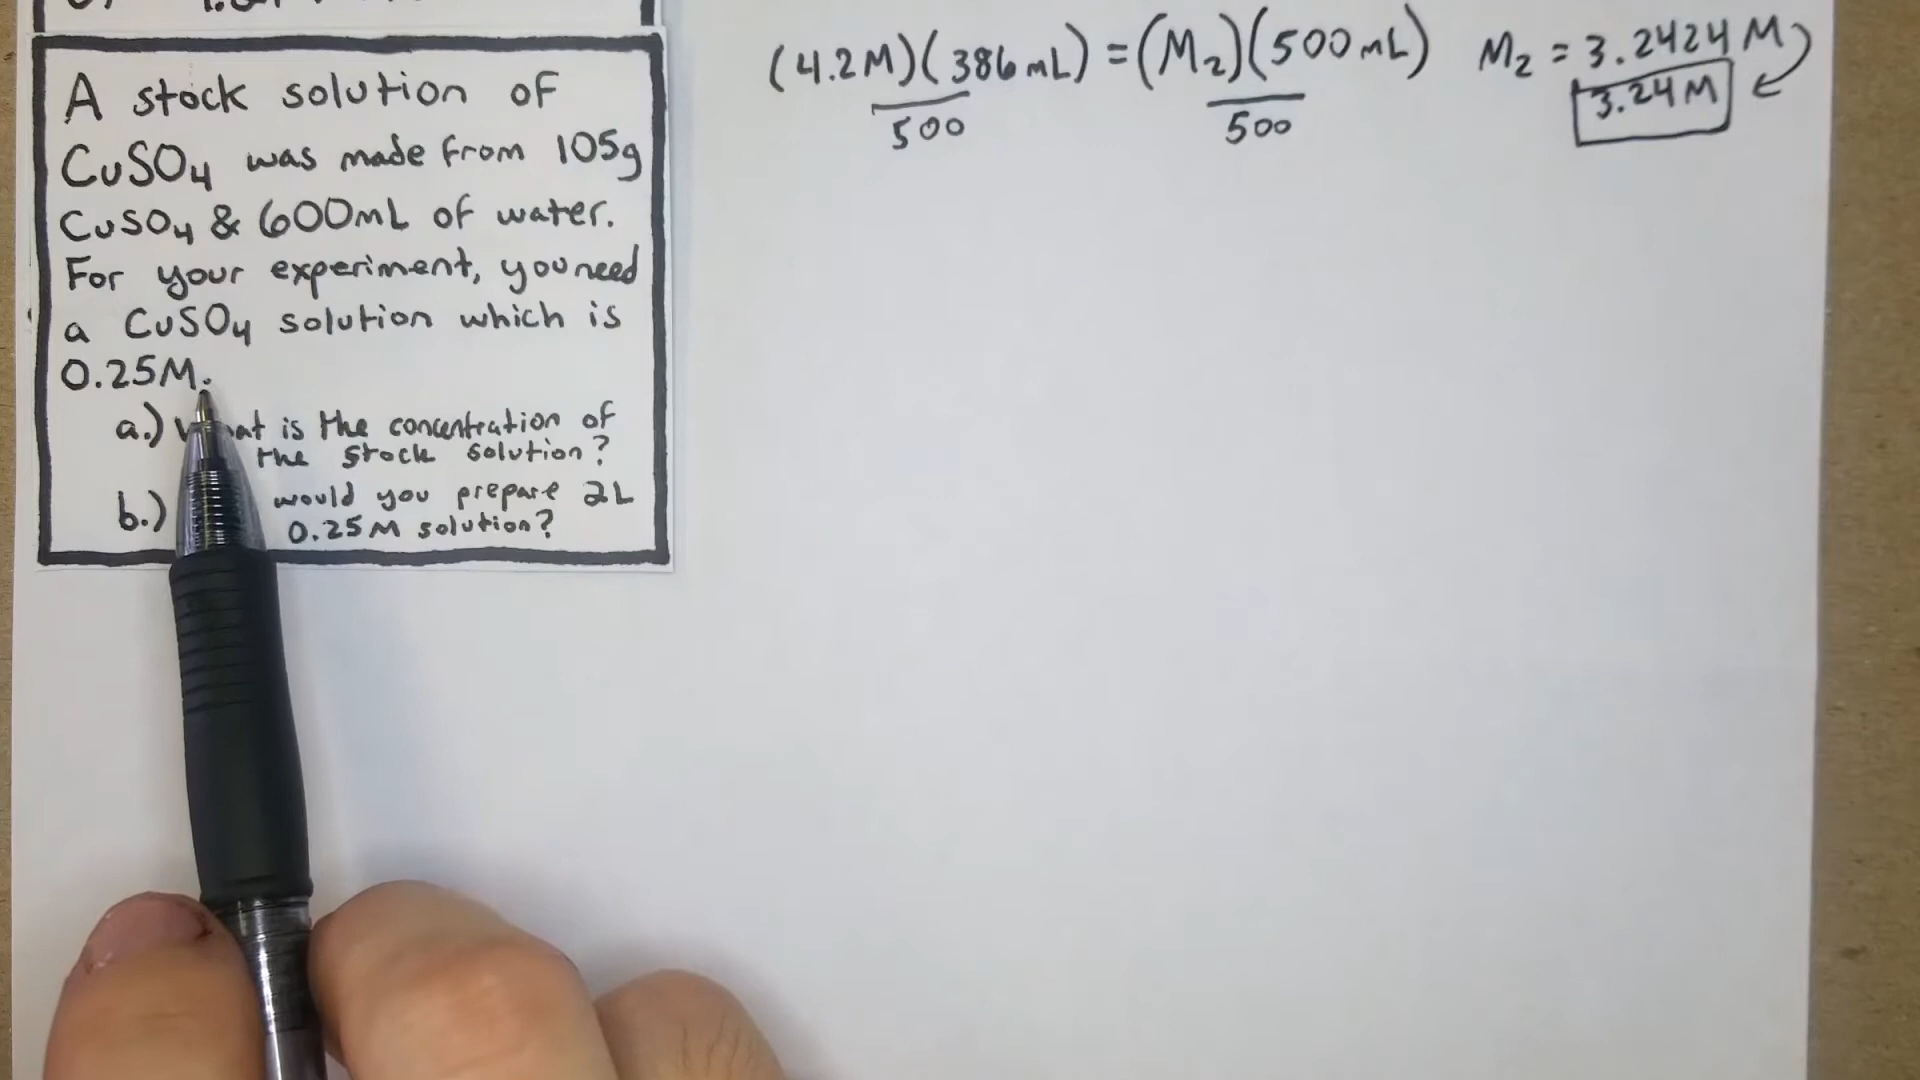 A stock solution of
CuSO4 was made from 105g
CuSO4 & 600mL of water.
For your experiment, you need
a CuSO4 solution which is
0.25M.
a.) is the concentration of
the stock solution?
b.) would you prepare 2L
0.25M solution?
(4.2M)(386mL) = (M2)(500mL)
500 500
M2 = 3.2424M
3.24M